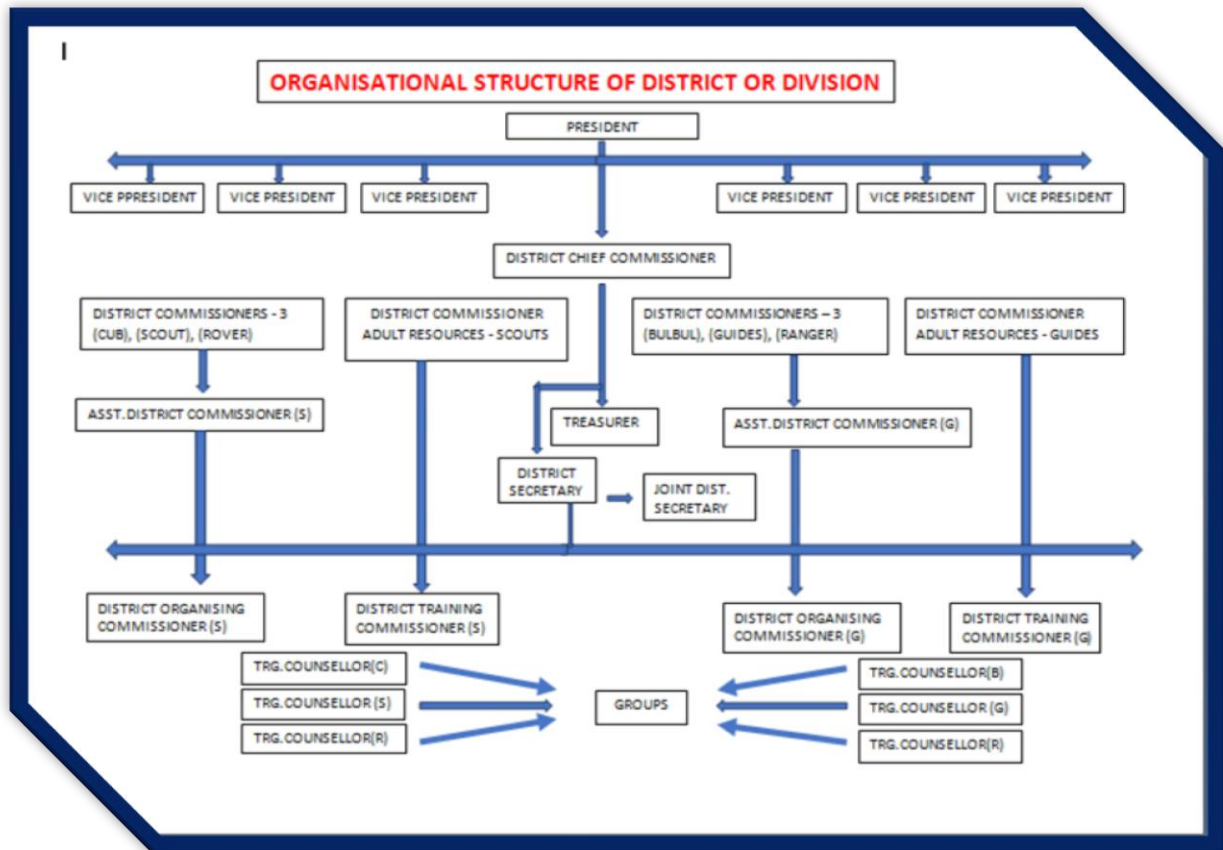 I
ORGANISATIONAL STRUCTURE OF DISTRICT OR DIVISION
PRESIDENT
VICE PPRESIDENT
VICE PRESIDENT
VICE PRESIDENT
VICE PRESIDENT
VICE PRESIDENT
VICE PRESIDENT
DISTRICT CHIEF COMMISSIONER
DISTRICT COMMISSIONERS - 3
(CUB), (SCOUT), (ROVER)
DISTRICT COMMISSIONER
ADULT RESOURCES - SCOUTS
DISTRICT COMMISSIONERS – 3
(BULBUL), (GUIDES), (RANGER)
DISTRICT COMMISSIONER
ADULT RESOURCES - GUIDES
ASST.DISTRICT COMMISSIONER (S)
TREASURER
ASST.DISTRICT COMMISSIONER (G)
DISTRICT
SECRETARY
JOINT DIST.
SECRETARY
DISTRICT ORGANISING
COMMISSIONER (S)
DISTRICT TRAINING
COMMISSIONER (S)
DISTRICT ORGANISING
COMMISSIONER (G)
DISTRICT TRAINING
COMMISSIONER (G)
TRG.COUNSELLOR(C)
TRG.COUNSELLOR (S)
TRG.COUNSELLOR(R)
GROUPS
TRG.COUNSELLOR(B)
TRG.COUNSELLOR (G)
TRG.COUNSELLOR(R)